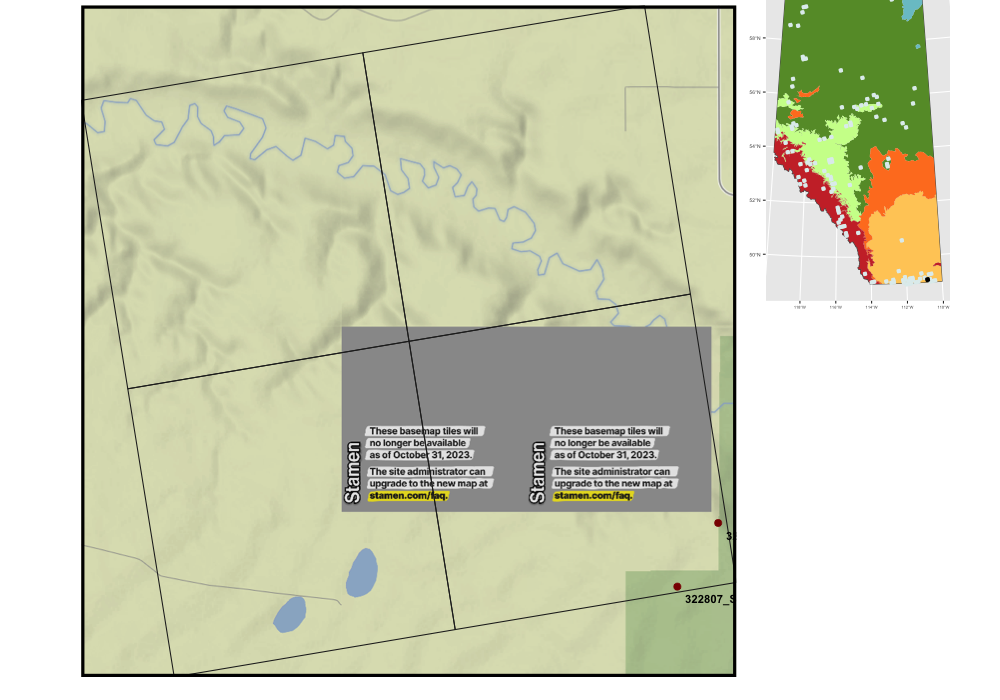 These basemap tiles will
no longer be available
as of October 31, 2023.
The site administrator can
upgrade to the new map at
stamen.com/faq.
Stamen
These basemap tiles will
no longer be available
as of October 31, 2023.
The site administrator can
upgrade to the new map at
stamen.com/faq.
Stamen
3
322807_S
58°N
56°N
54°N
52°N
50°N
118°W 116°W 114°W 112°W 110°W